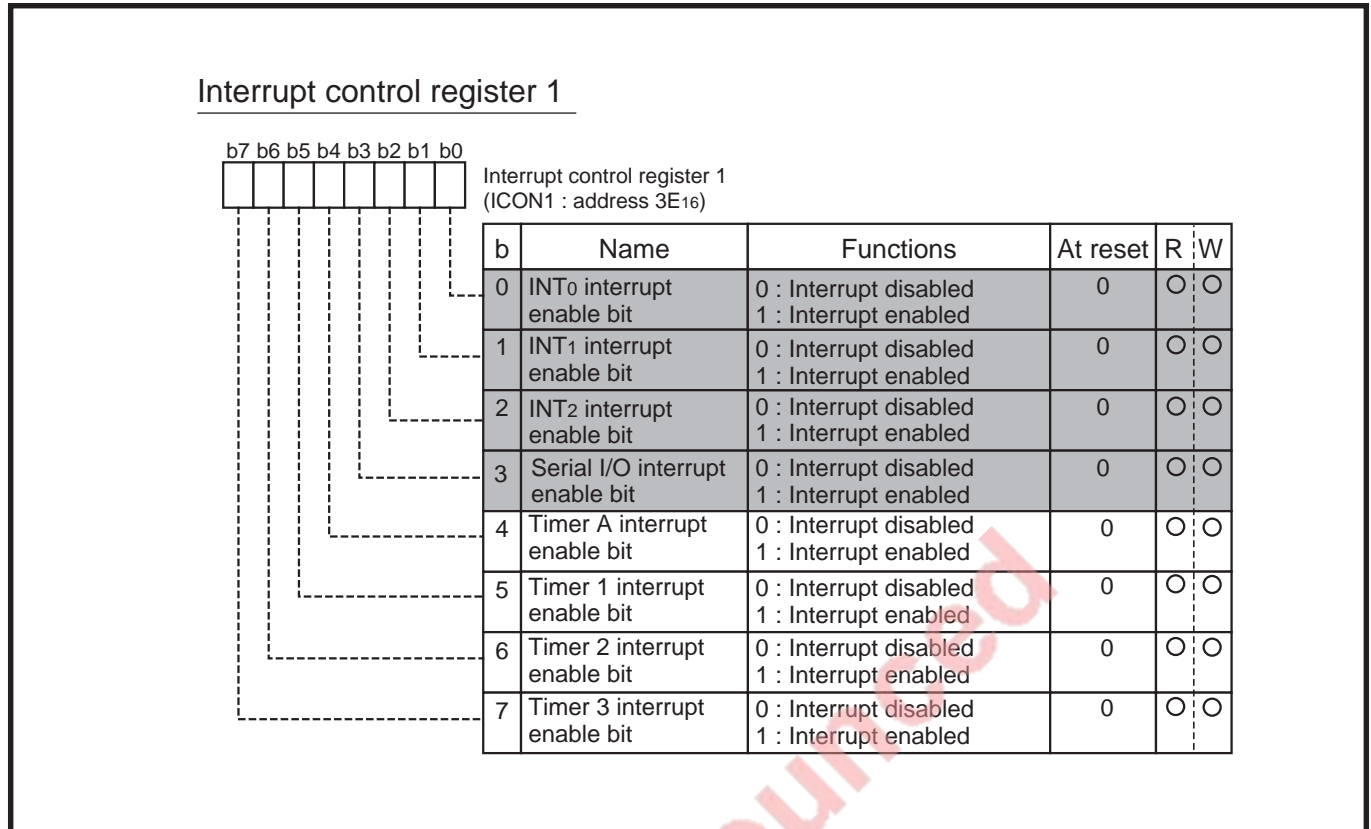 Interrupt control register 1
b7 b6 b5 b4 b3 b2 b1 b0
Interrupt control register 1
(ICON1 : address 3E16)
b Name Functions At reset R W
0 INT0 interrupt enable bit 0 : Interrupt disabled 1 : Interrupt enabled 0 ○ ○
1 INT1 interrupt enable bit 0 : Interrupt disabled 1 : Interrupt enabled 0 ○ ○
2 INT2 interrupt enable bit 0 : Interrupt disabled 1 : Interrupt enabled 0 ○ ○
3 Serial I/O interrupt enable bit 0 : Interrupt disabled 1 : Interrupt enabled 0 ○ ○
4 Timer A interrupt enable bit 0 : Interrupt disabled 1 : Interrupt enabled 0 ○ ○
5 Timer 1 interrupt enable bit 0 : Interrupt disabled 1 : Interrupt enabled 0 ○ ○
6 Timer 2 interrupt enable bit 0 : Interrupt disabled 1 : Interrupt enabled 0 ○ ○
7 Timer 3 interrupt enable bit 0 : Interrupt disabled 1 : Interrupt enabled 0 ○ ○
ounced